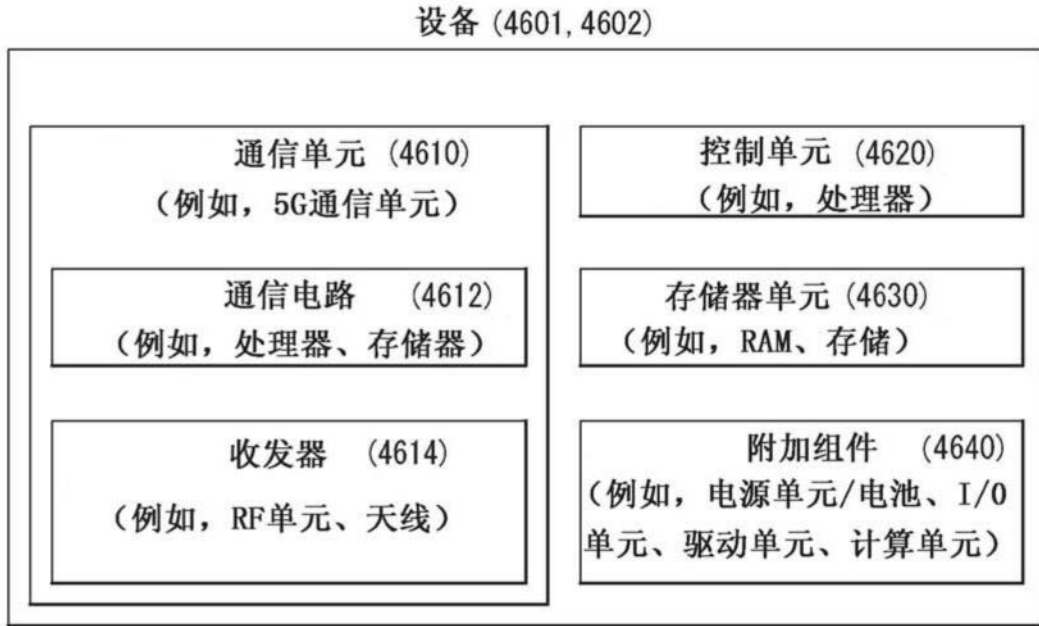 设备 (4601, 4602)
通信单元 (4610)
(例如，5G通信单元)
通信电路 (4612)
(例如，处理器、存储器)
收发器 (4614)
(例如，RF单元、天线)
控制单元 (4620)
(例如，处理器)
存储器单元 (4630)
(例如，RAM、存储)
附加组件 (4640)
(例如，电源单元/电池、I/O
单元、驱动单元、计算单元)